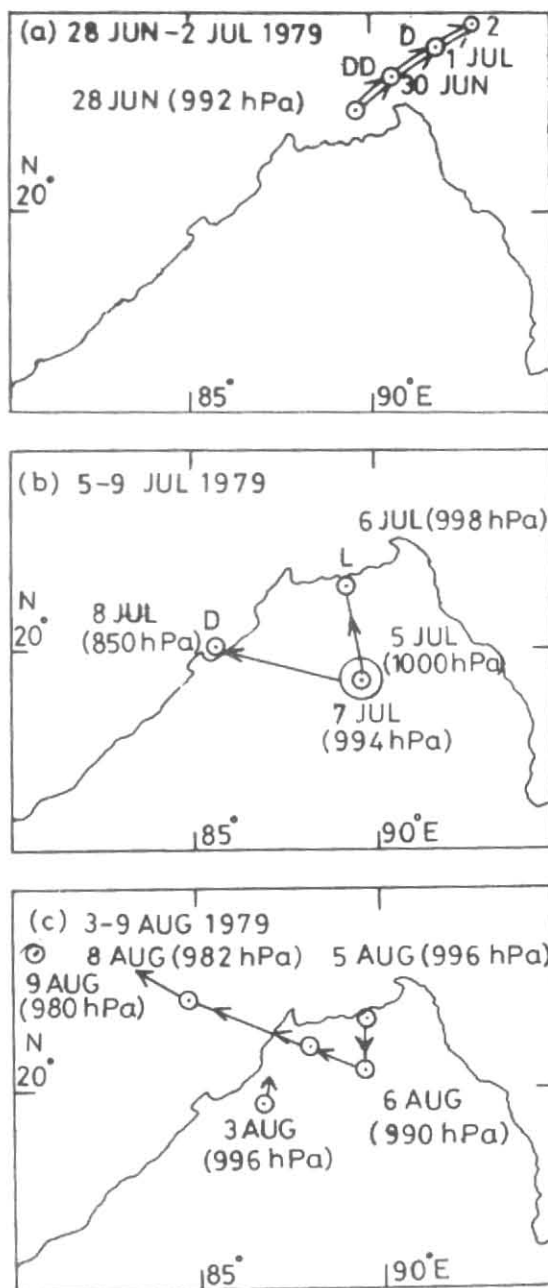 (a) 28 JUN - 2 JUL 1979
2
D
1 JUL
DD
30 JUN
28 JUN (992 hPa)
N
20°
85°
90°E
(b) 5-9 JUL 1979
6 JUL (998 hPa)
L
8 JUL
(850 hPa)
D
N
20°
5 JUL
(1000 hPa)
7 JUL
(994 hPa)
85°
90°E
(c) 3-9 AUG 1979
8 AUG (982 hPa)
5 AUG (996 hPa)
9 AUG
(980 hPa)
N
20°
3 AUG
(996 hPa)
6 AUG
(990 hPa)
85°
90°E